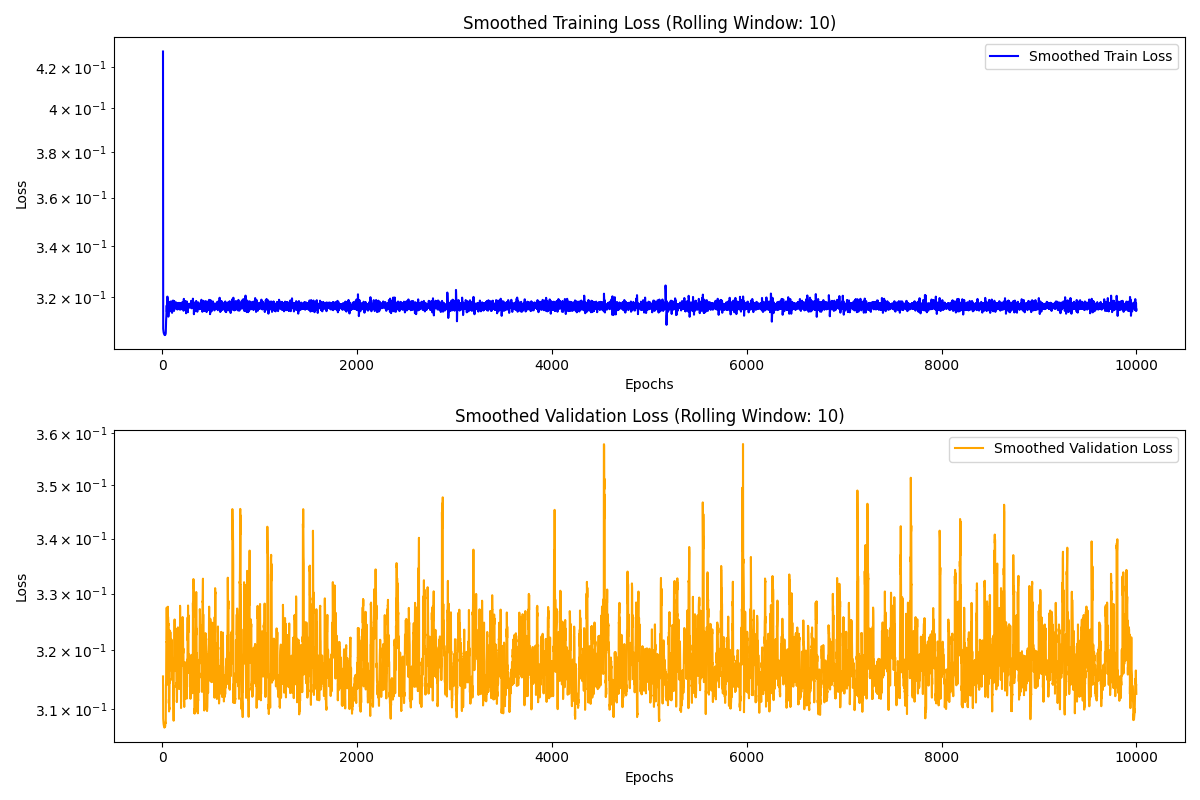 Smoothed Training Loss (Rolling Window: 10)
Smoothed Train Loss
4.2 × 10⁻¹
4 × 10⁻¹
3.8 × 10⁻¹
3.6 × 10⁻¹
3.4 × 10⁻¹
3.2 × 10⁻¹
Loss
0 2000 4000 6000 8000 10000
Epochs
Smoothed Validation Loss (Rolling Window: 10)
Smoothed Validation Loss
3.6 × 10⁻¹
3.5 × 10⁻¹
3.4 × 10⁻¹
3.3 × 10⁻¹
3.2 × 10⁻¹
3.1 × 10⁻¹
Loss
0 2000 4000 6000 8000 10000
Epochs